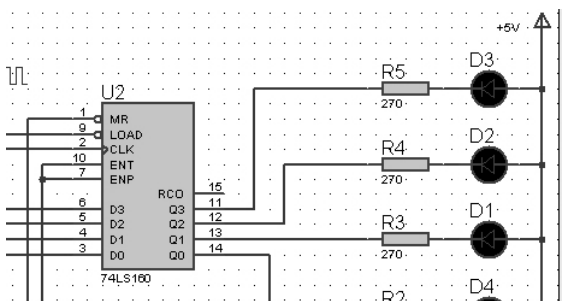 +5V
D3
R5
270
U2
1 MR
9 LOAD
2 CLK
10 ENT
7 ENP
RCO 15
6 D3 Q3 11
5 D2 Q2 12
4 D1 Q1 13
3 D0 Q0 14
74LS160
D2
R4
270
D1
R3
270
D4
R2